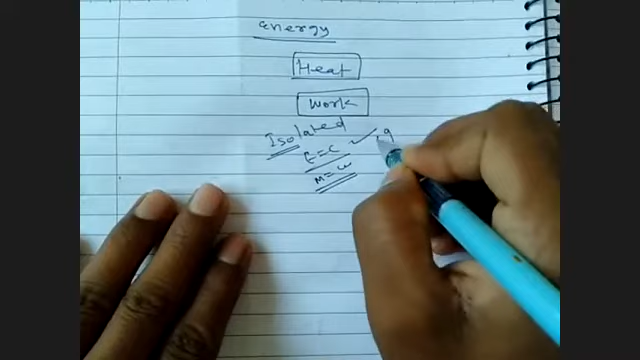 energy
Heat
Work
Isolated
E=C